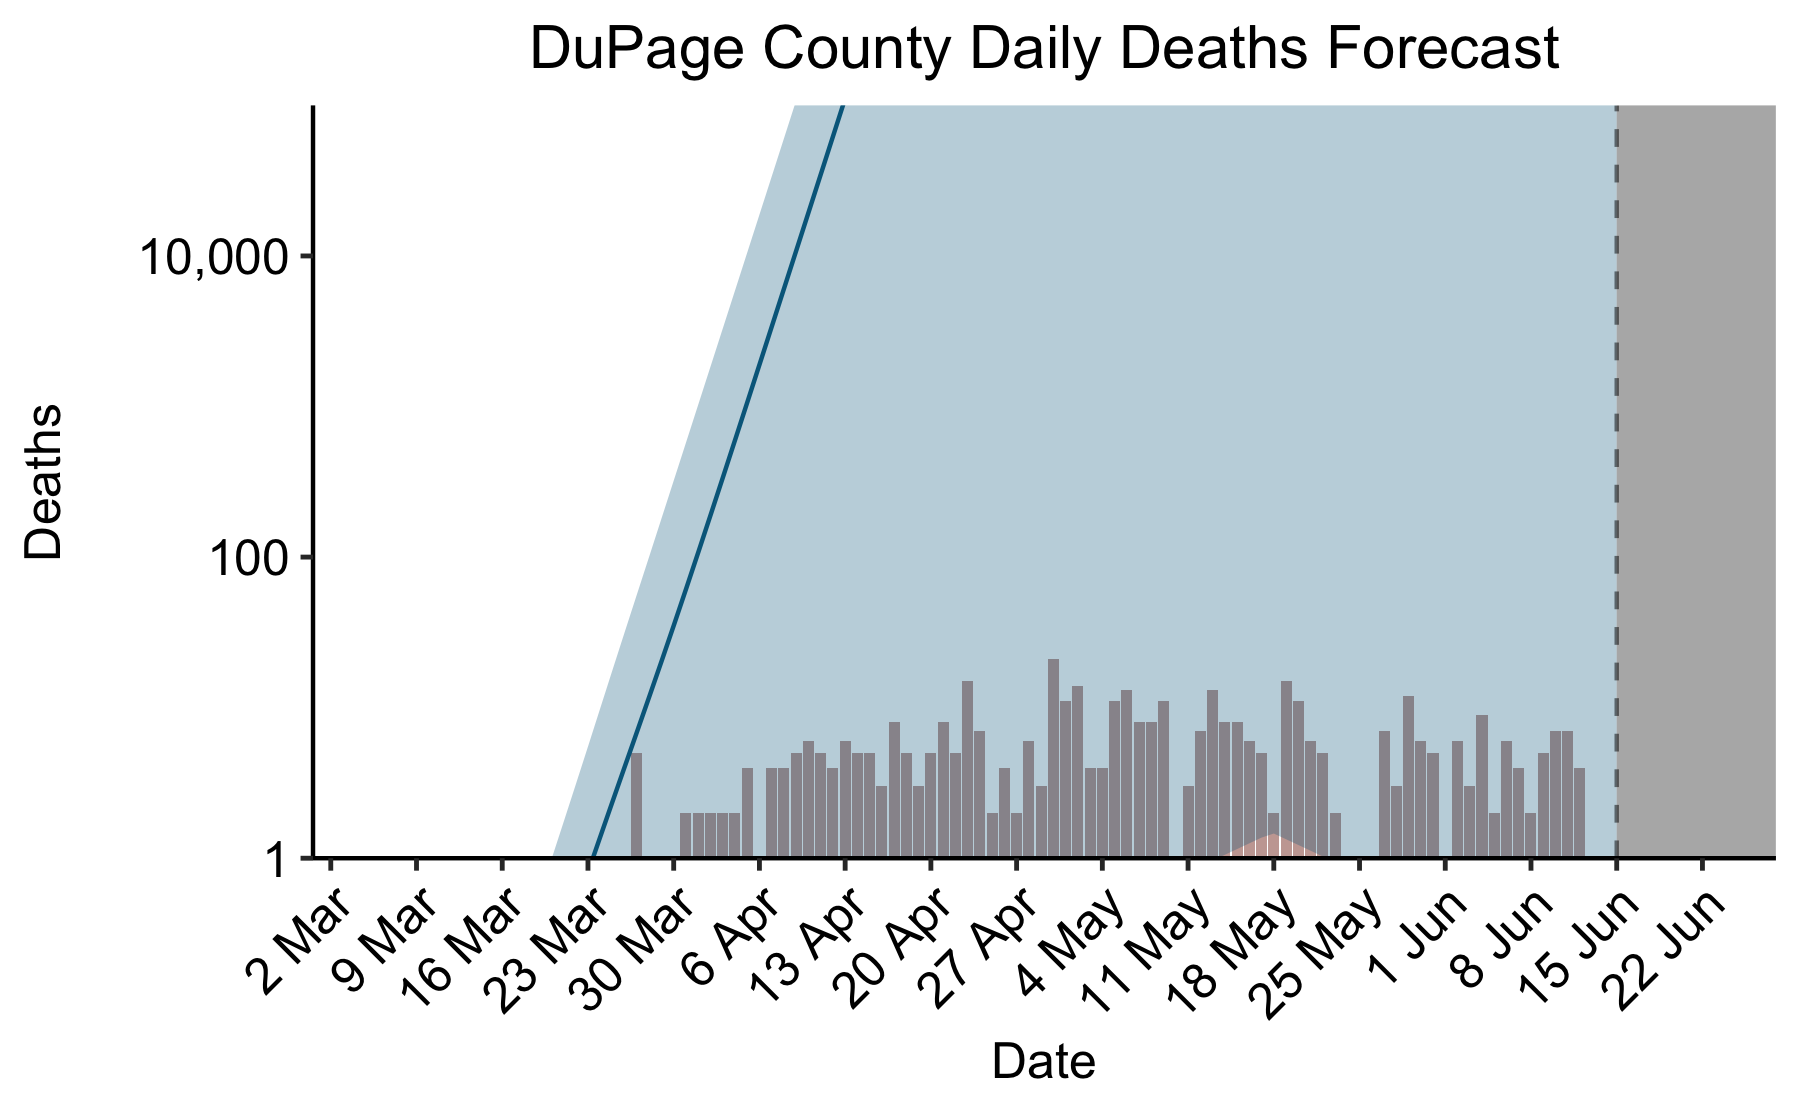 DuPage County Daily Deaths Forecast
10,000
100
1
Deaths
2 Mar
9 Mar
16 Mar
23 Mar
30 Mar
6 Apr
13 Apr
20 Apr
27 Apr
4 May
11 May
18 May
25 May
1 Jun
8 Jun
15 Jun
22 Jun
Date